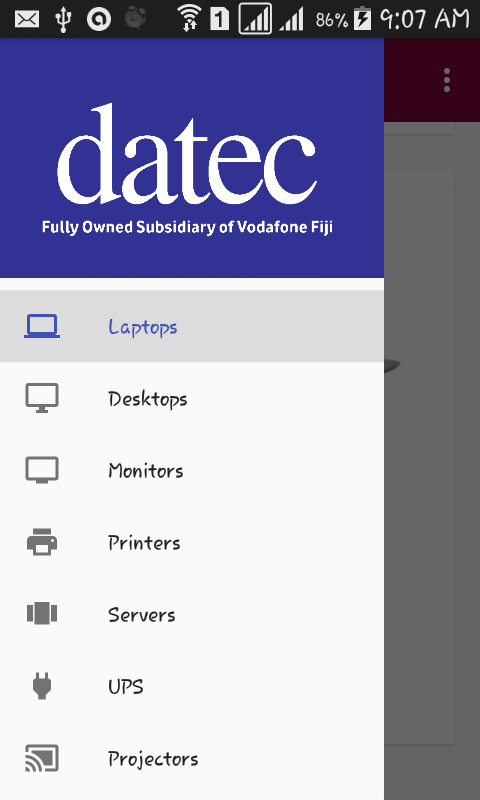 1 86% 9:07 AM
datec
Fully Owned Subsidiary of Vodafone Fiji
Laptops
Desktops
Monitors
Printers
Servers
UPS
Projectors